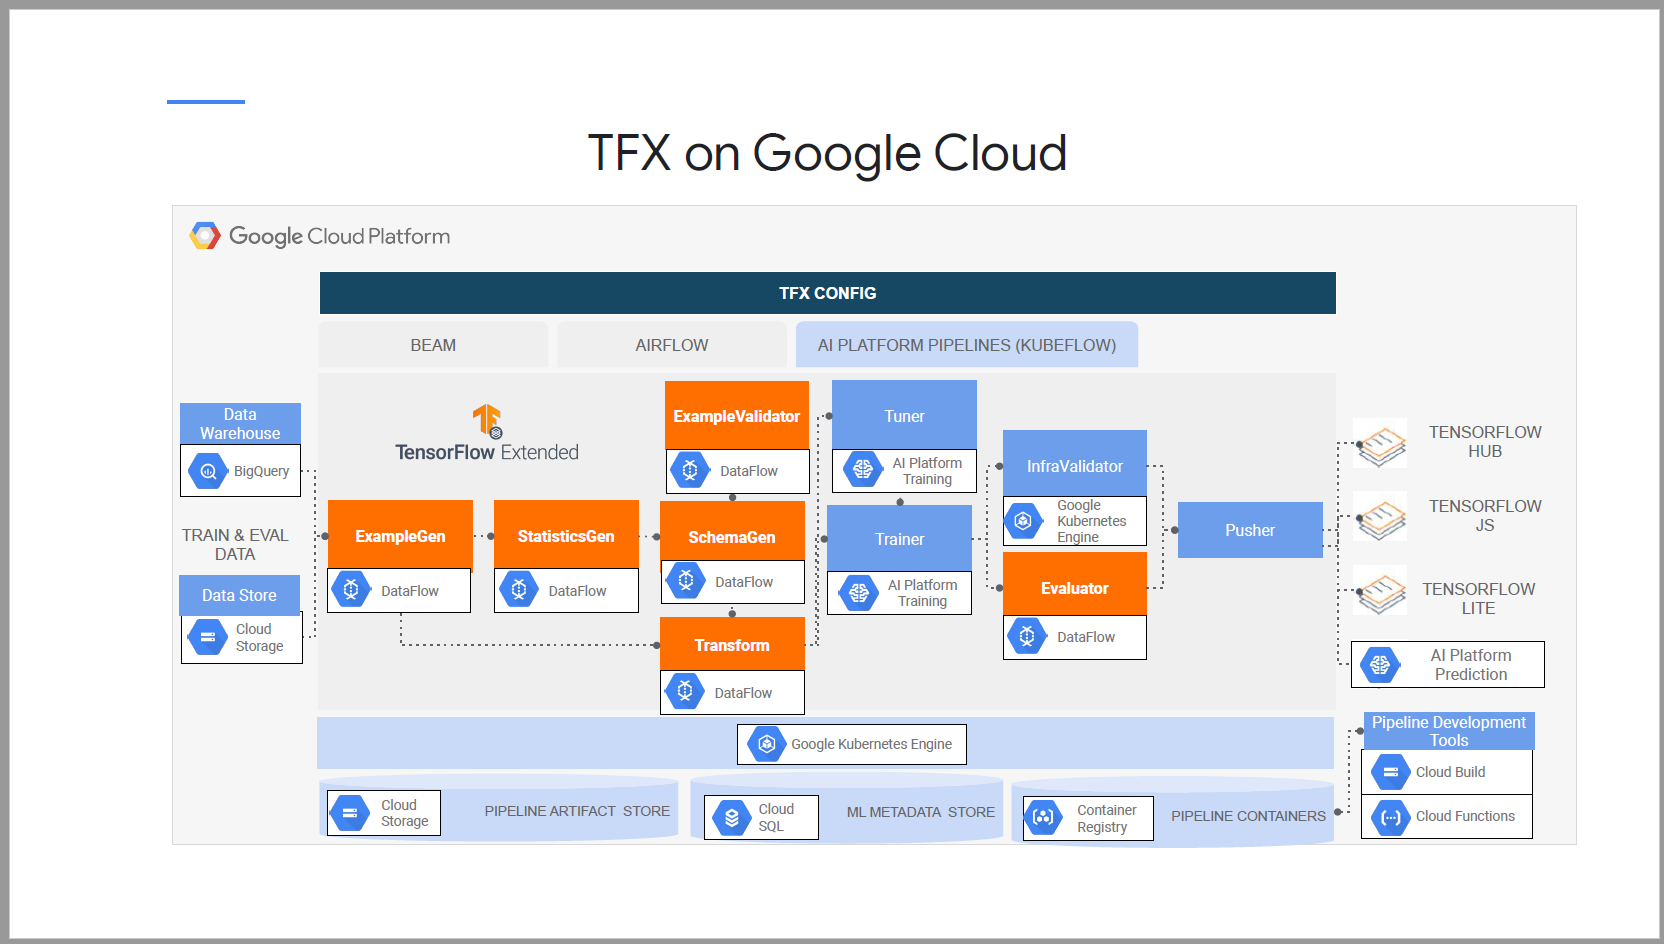 TFX on Google Cloud
Google Cloud Platform
TFX CONFIG
BEAM
AIRFLOW
AI PLATFORM PIPELINES (KUBEFLOW)
Data
Warehouse
BigQuery
TRAIN & EVAL
DATA
Data Store
Cloud
Storage
TensorFlow Extended
ExampleGen
DataFlow
StatisticsGen
DataFlow
ExampleValidator
DataFlow
SchemaGen
DataFlow
Transform
DataFlow
Tuner
AI Platform
Training
Trainer
AI Platform
Training
InfraValidator
Google
Kubernetes
Engine
Evaluator
DataFlow
Pusher
TENSORFLOW
HUB
TENSORFLOW
JS
TENSORFLOW
LITE
AI Platform
Prediction
Google Kubernetes Engine
Cloud
Storage
PIPELINE ARTIFACT STORE
Cloud
SQL
ML METADATA STORE
Container
Registry
PIPELINE CONTAINERS
Pipeline Development
Tools
Cloud Build
Cloud Functions